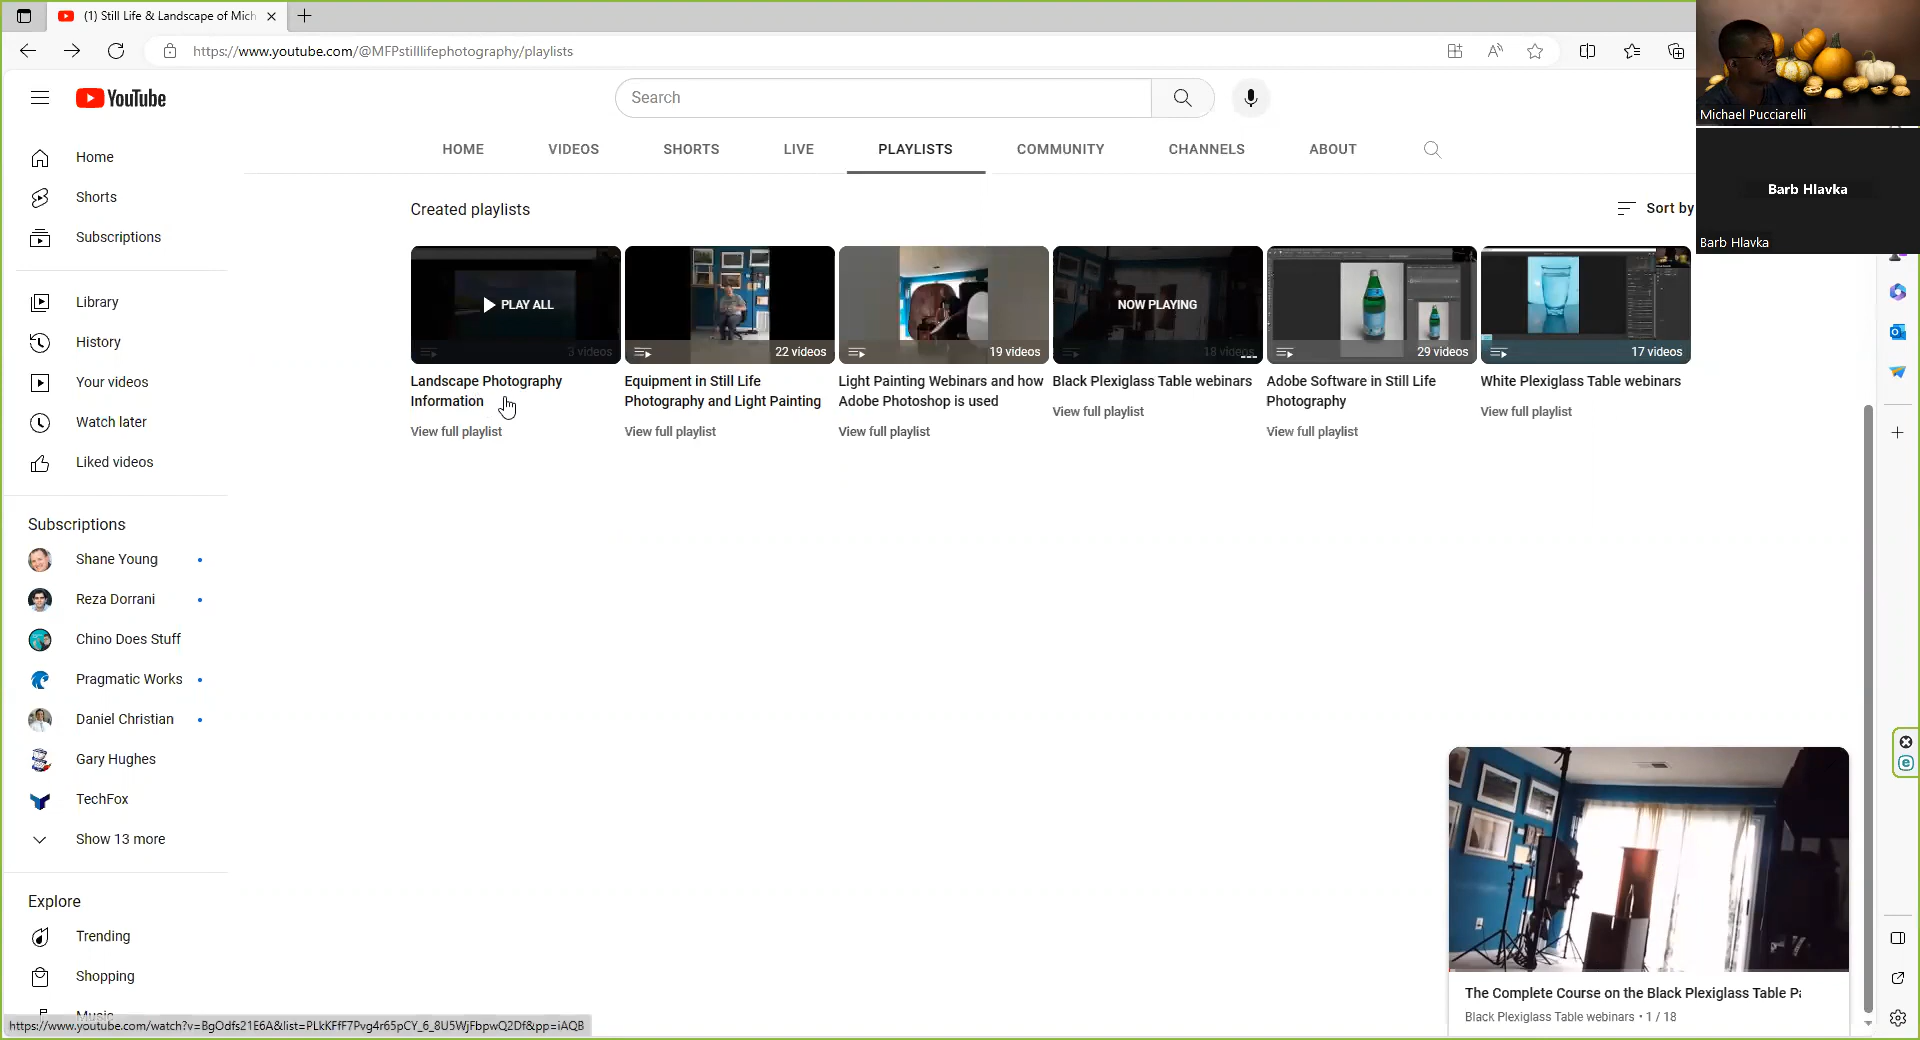 (1) Still Life & Landscape of Mich
https://www.youtube.com/@MFPstilllifephotography/playlists
YouTube
Search
Michael Pucciarelli
Barb Hlavka
Barb Hlavka
HOME
VIDEOS
SHORTS
LIVE
PLAYLISTS
COMMUNITY
CHANNELS
ABOUT
Home
Shorts
Subscriptions
Library
History
Your videos
Watch later
Liked videos
Subscriptions
Shane Young
Reza Dorrani
Chino Does Stuff
Pragmatic Works
Daniel Christian
Gary Hughes
TechFox
Show 13 more
Explore
Trending
Shopping
Music
Created playlists
Sort by
PLAY ALL
3 videos
Landscape Photography
Information
View full playlist
22 videos
Equipment in Still Life
Photography and Light Painting
View full playlist
19 videos
Light Painting Webinars and how
Adobe Photoshop is used
View full playlist
NOW PLAYING
18 videos
Black Plexiglass Table webinars
View full playlist
29 videos
Adobe Software in Still Life
Photography
View full playlist
17 videos
White Plexiglass Table webinars
View full playlist
The Complete Course on the Black Plexiglass Table Pa
Black Plexiglass Table webinars • 1 / 18
https://www.youtube.com/watch?v=BgOdfs21E6A&list=PLkKFfF7Pvg4r65pCY_6_8U5WjFbpwQ2Df&pp=iAQB